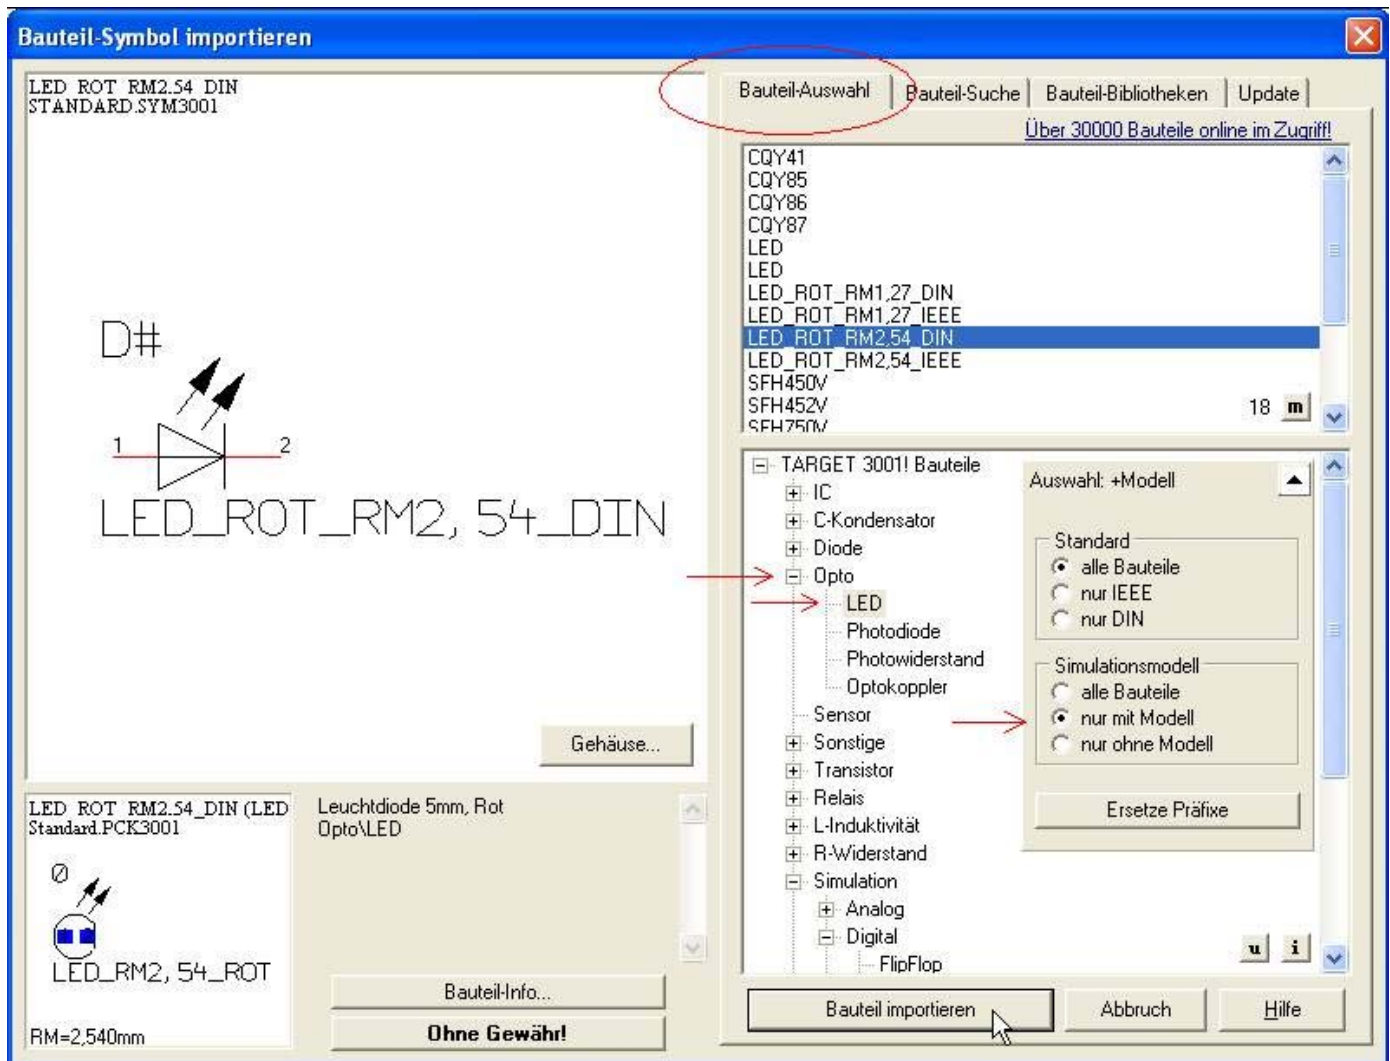 Bauteil-Symbol importieren
LED ROT RM2.54 DIN
STANDARD.SYM3001
D#
1
2
LED_ROT_RM2, 54_DIN
Gehäuse...
LED ROT RM2.54_DIN (LED
Standard.PCK3001
Ø
LED_RM2, 54_ROT
RM=2,540mm
Leuchtdiode 5mm, Rot
Opto\LED
Bauteil-Info...
Ohne Gewähr!
Bauteil-Auswahl
Bauteil-Suche
Bauteil-Bibliotheken
Update
Über 30000 Bauteile online im Zugriff!
CQY41
CQY85
CQY86
CQY87
LED
LED
LED_ROT_RM1,27_DIN
LED_ROT_RM1,27_IEEE
LED_ROT_RM2,54_DIN
LED_ROT_RM2,54_IEEE
SFH450V
SFH452V
SFH750V
18 m
TARGET 3001! Bauteile
IC
C-Kondensator
Diode
Opto
LED
Photodiode
Photowiderstand
Optokoppler
Sensor
Sonstige
Transistor
Relais
L-Induktivität
R-Widerstand
Simulation
Analog
Digital
FlipFlop
Auswahl: +Modell
Standard
alle Bauteile
nur IEEE
nur DIN
Simulationsmodell
alle Bauteile
nur mit Modell
nur ohne Modell
Ersetze Präfixe
u i
Bauteil importieren
Abbruch
Hilfe